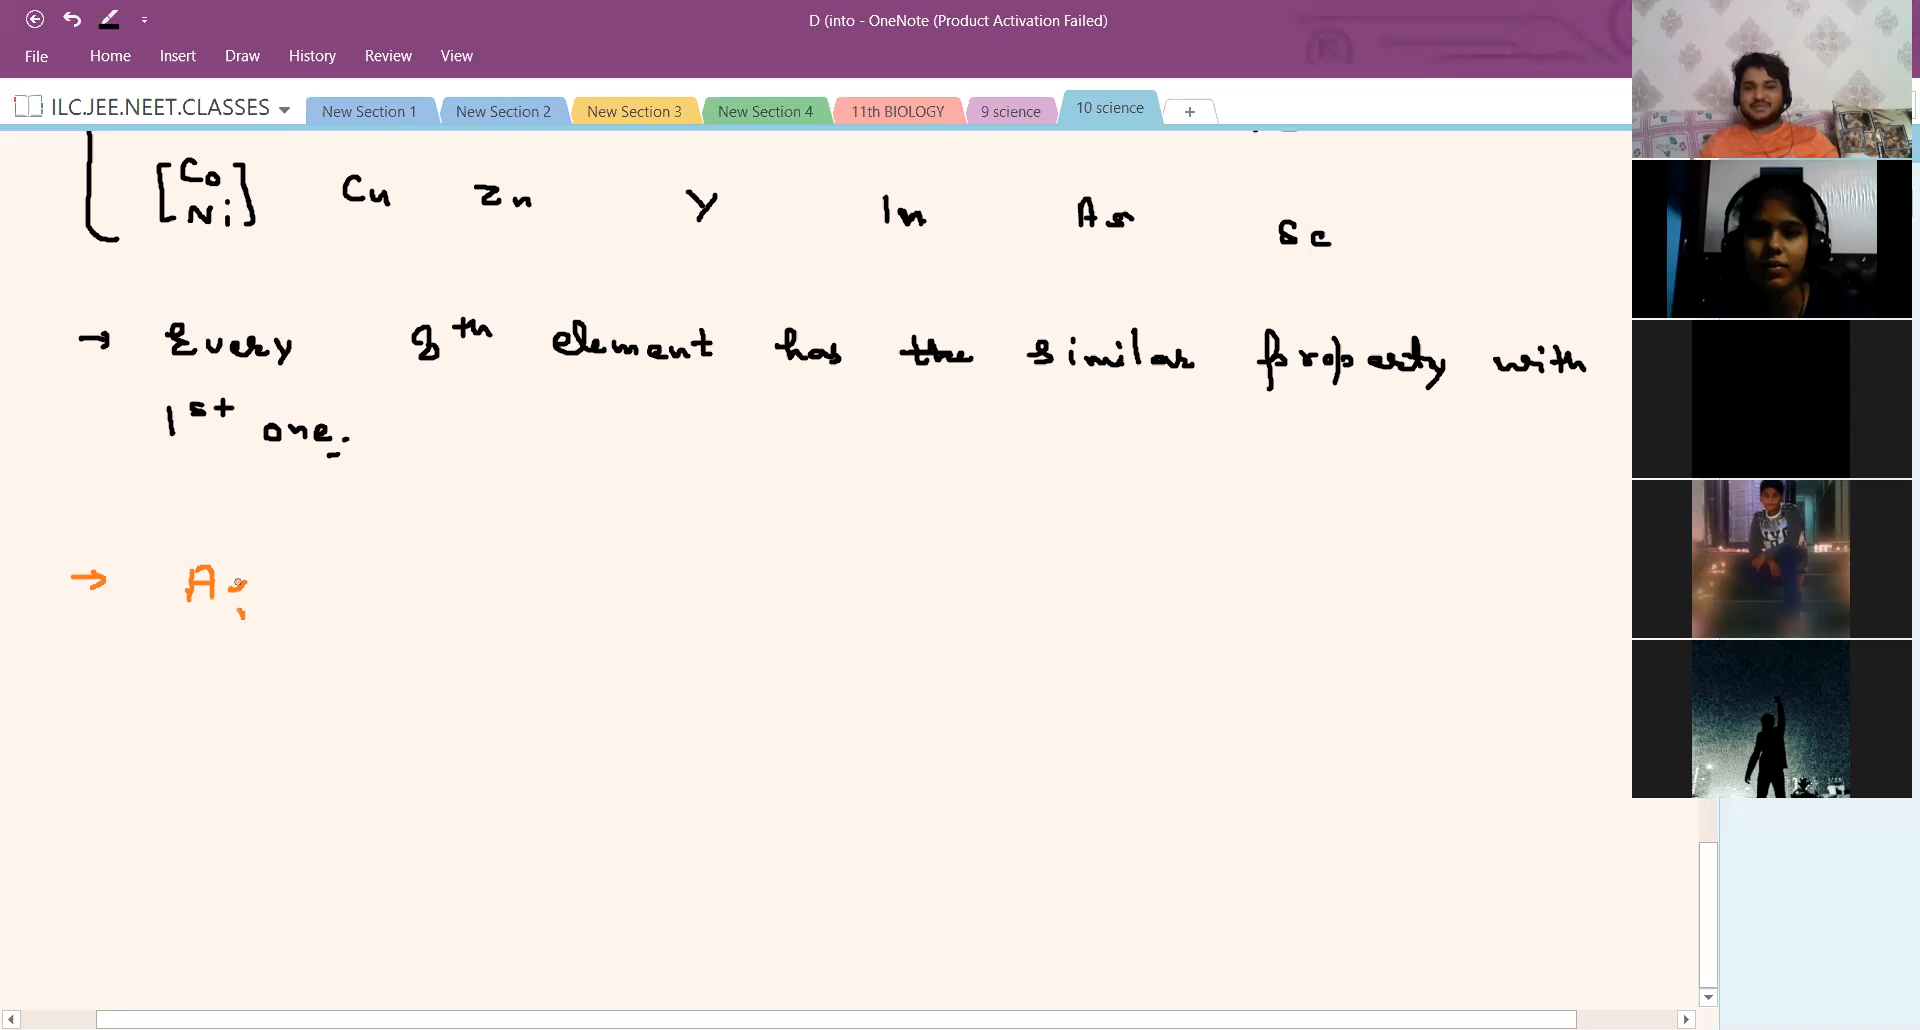 D (into - OneNote (Product Activation Failed)
File Home Insert Draw History Review View
ILC.JEE.NEET.CLASSES New Section 1 New Section 2 New Section 3 New Section 4 11th BIOLOGY 9 science 10 science +
[Co Cu Zn Y In As Se
Ni]
→ Every 8th element has the similar property with
1st one.
→ A